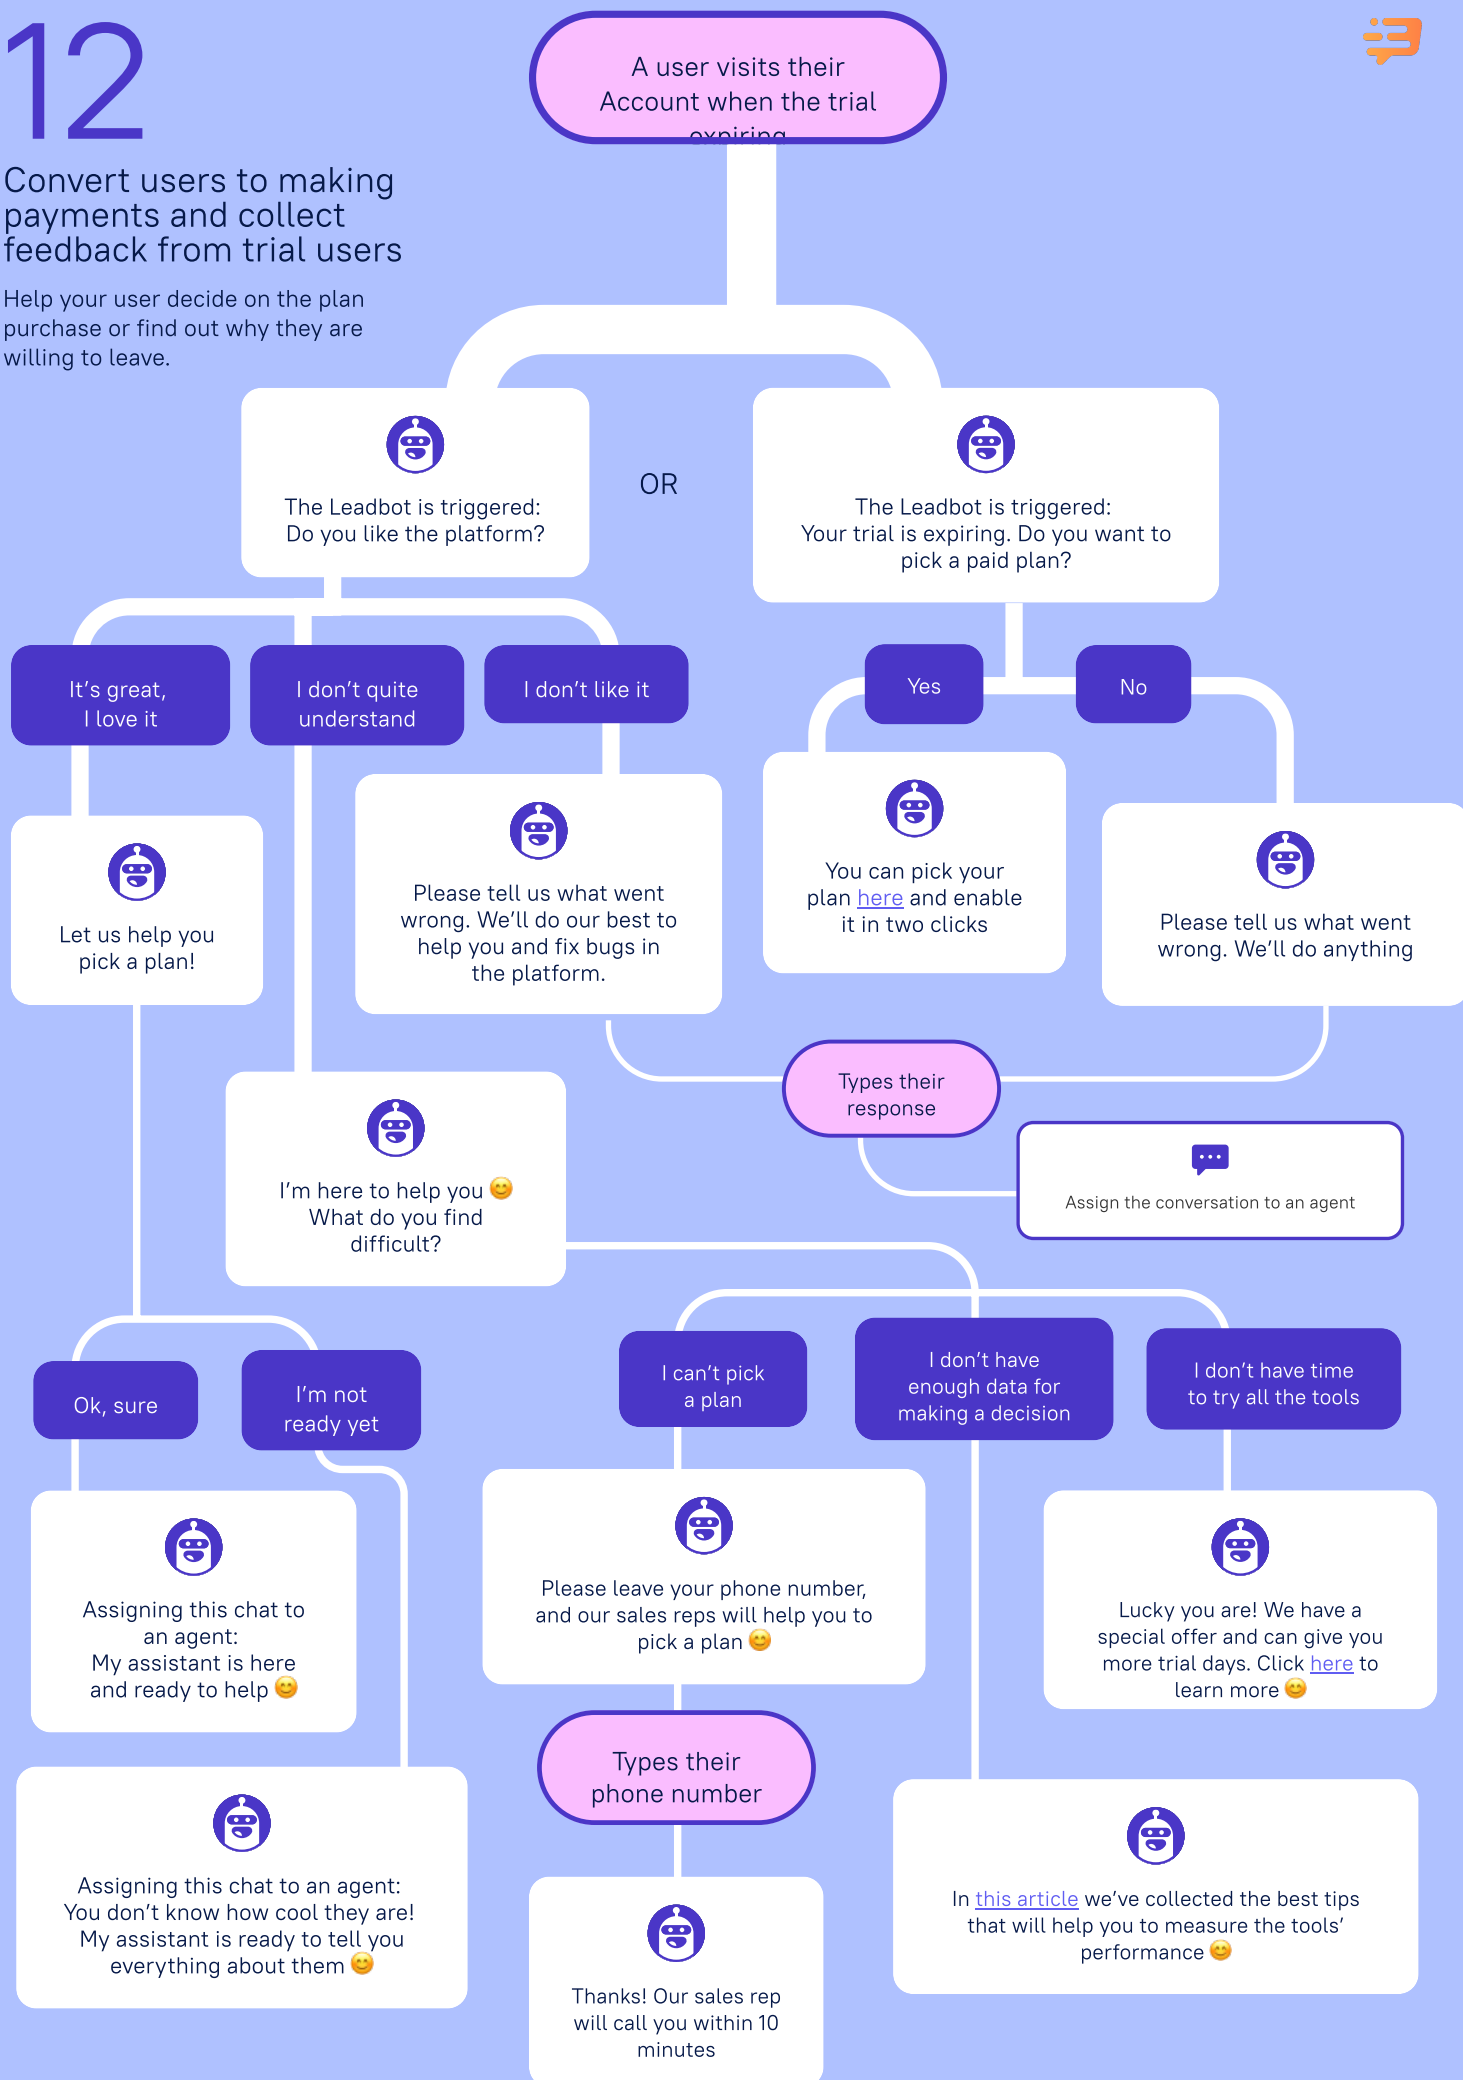 12
Convert users to making
payments and collect
feedback from trial users
Help your user decide on the plan
purchase or find out why they are
willing to leave.
A user visits their
Account when the trial
expiring
The Leadbot is triggered:
Do you like the platform?
OR
The Leadbot is triggered:
Your trial is expiring. Do you want to
pick a paid plan?
It's great,
I love it
I don't quite
understand
I don't like it
Yes
No
Let us help you
pick a plan!
Please tell us what went
wrong. We'll do our best to
help you and fix bugs in
the platform.
You can pick your
plan here and enable
it in two clicks
Please tell us what went
wrong. We'll do anything
Types their
response
Assign the conversation to an agent
I'm here to help you 😊
What do you find
difficult?
Ok, sure
I'm not
ready yet
I can't pick
a plan
I don't have
enough data for
making a decision
I don't have time
to try all the tools
Assigning this chat to
an agent:
My assistant is here
and ready to help 😊
Please leave your phone number,
and our sales reps will help you to
pick a plan 😊
Lucky you are! We have a
special offer and can give you
more trial days. Click here to
learn more 😊
Types their
phone number
Assigning this chat to an agent:
You don't know how cool they are!
My assistant is ready to tell you
everything about them 😊
Thanks! Our sales rep
will call you within 10
minutes
In this article we've collected the best tips
that will help you to measure the tools'
performance 😊